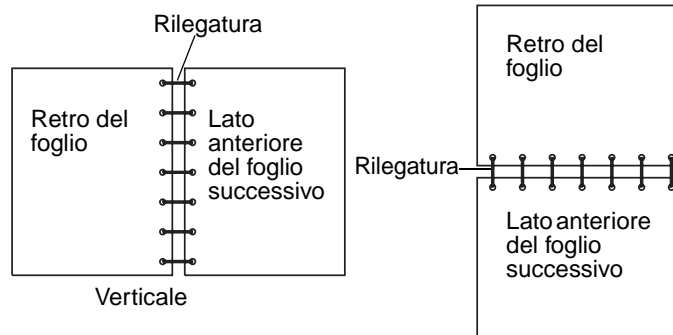 Rilegatura
Retro del
foglio
Lato
anteriore
del foglio
successivo
Verticale
Retro del
foglio
Rilegatura
Lato anteriore
del foglio
successivo